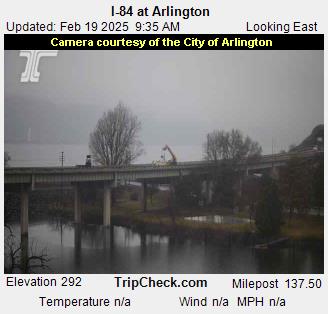 I-84 at Arlington
Updated: Feb 19 2025 9:35 AM Looking East
Camera courtesy of the City of Arlington
Elevation 292 TripCheck.com Milepost 137.50
Temperature n/a Wind n/a MPH n/a